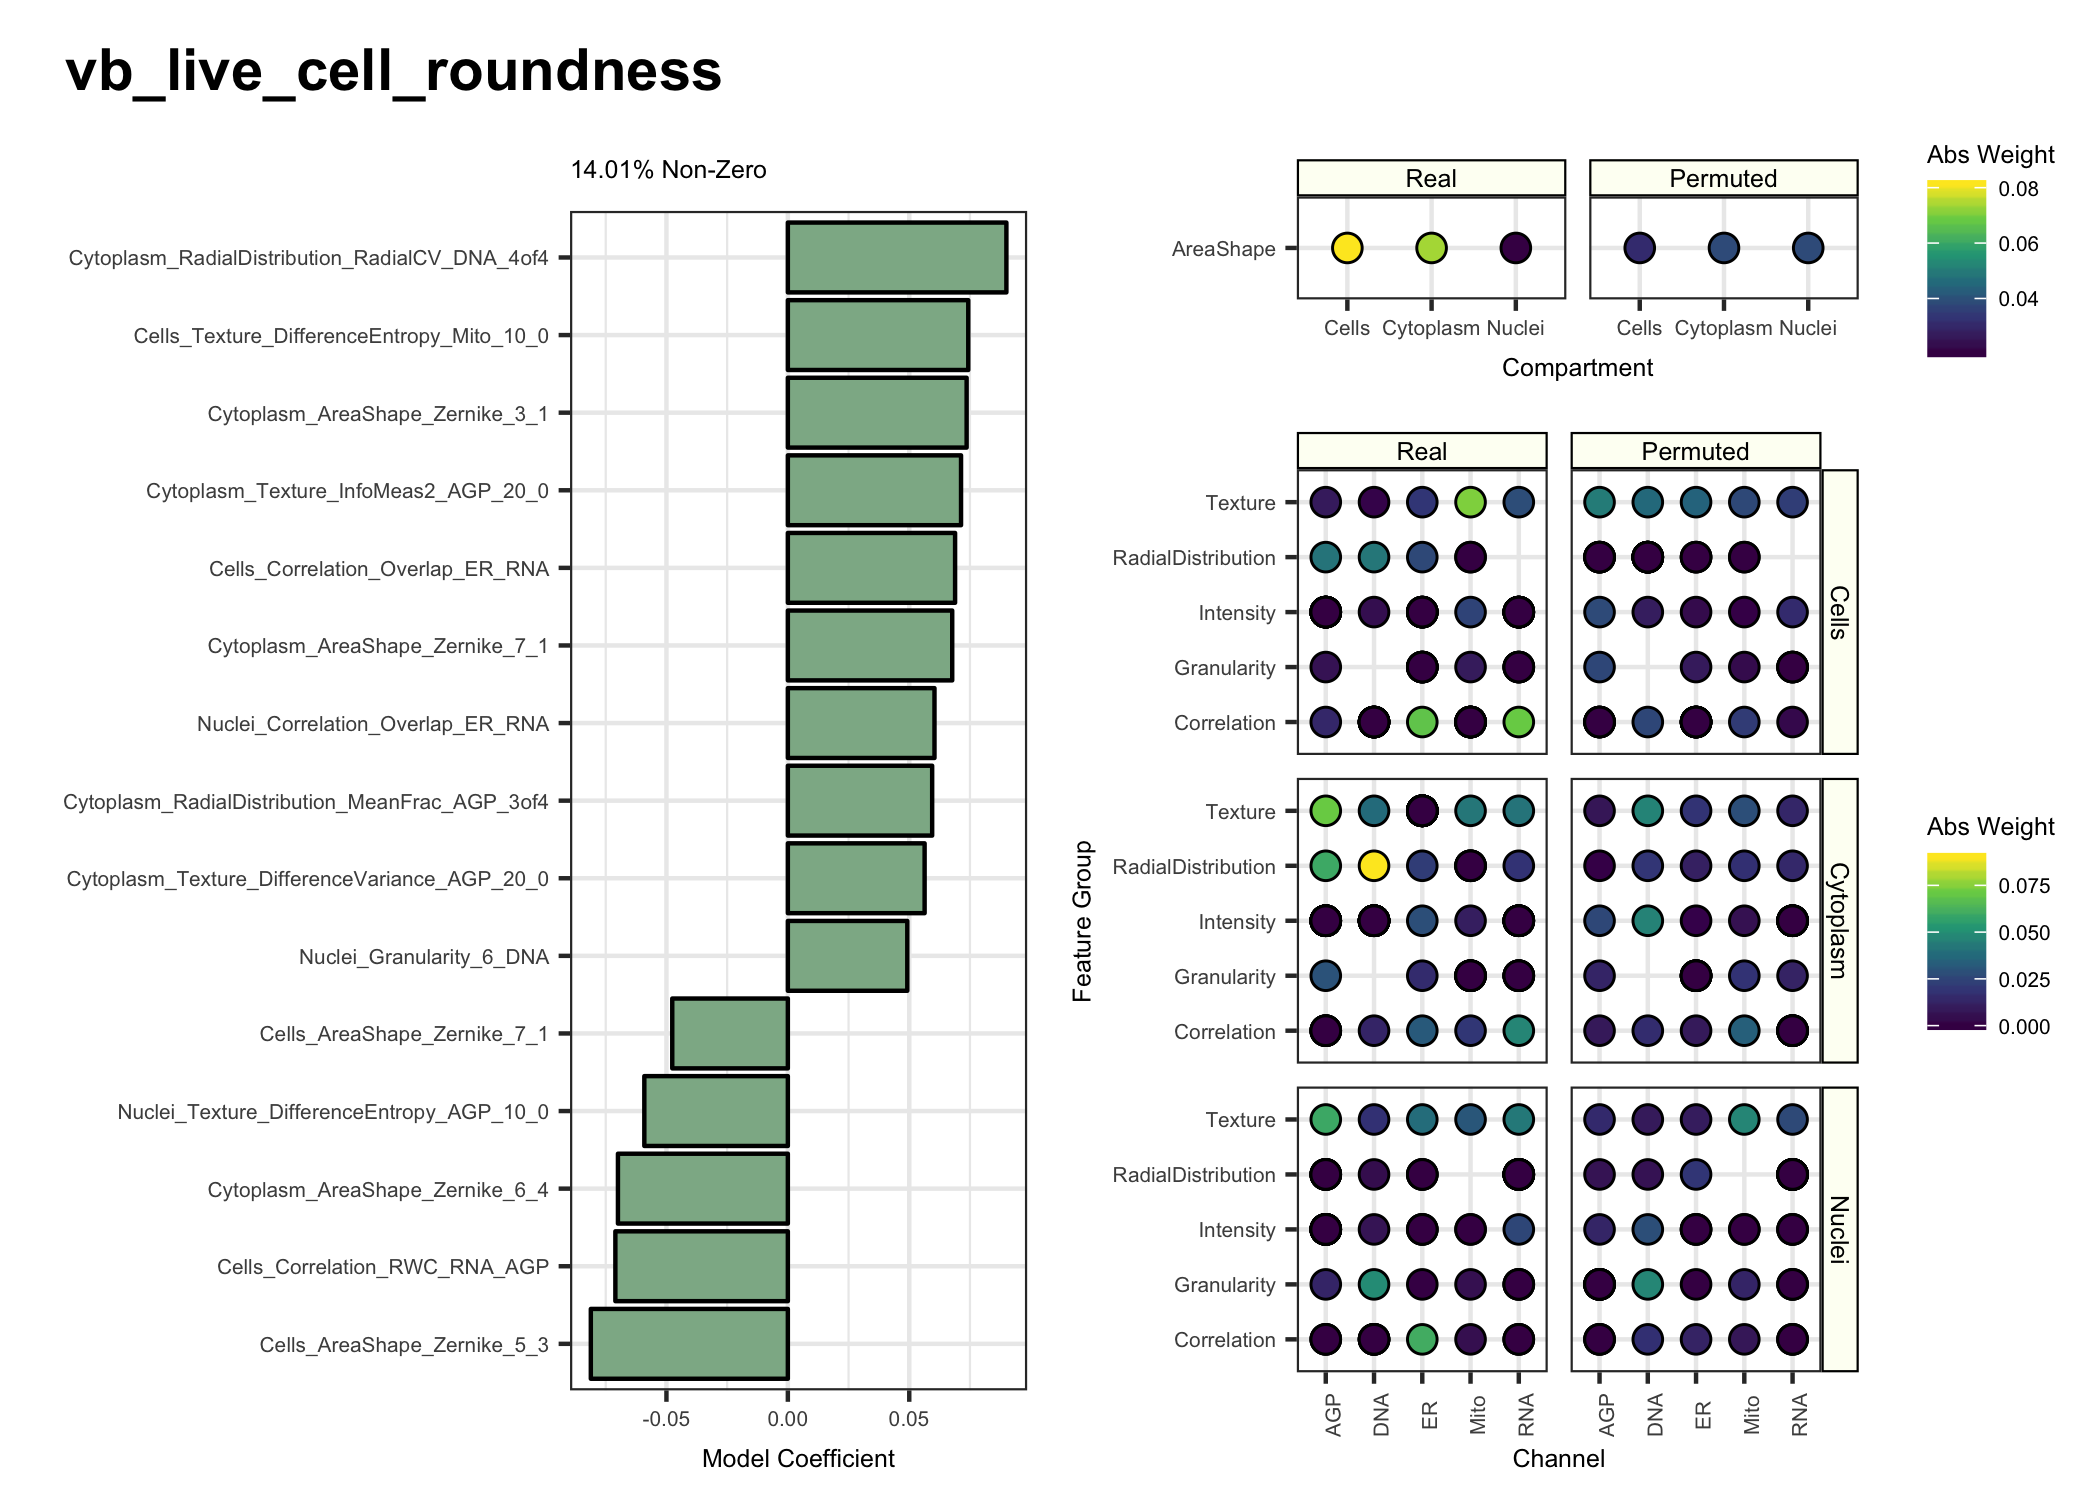 vb_live_cell_roundness
14.01% Non-Zero
Cytoplasm_RadialDistribution_RadialCV_DNA_4of4
Cells_Texture_DifferenceEntropy_Mito_10_0
Cytoplasm_AreaShape_Zernike_3_1
Cytoplasm_Texture_InfoMeas2_AGP_20_0
Cells_Correlation_Overlap_ER_RNA
Cytoplasm_AreaShape_Zernike_7_1
Nuclei_Correlation_Overlap_ER_RNA
Cytoplasm_RadialDistribution_MeanFrac_AGP_3of4
Cytoplasm_Texture_DifferenceVariance_AGP_20_0
Nuclei_Granularity_6_DNA
Cells_AreaShape_Zernike_7_1
Nuclei_Texture_DifferenceEntropy_AGP_10_0
Cytoplasm_AreaShape_Zernike_6_4
Cells_Correlation_RWC_RNA_AGP
Cells_AreaShape_Zernike_5_3
-0.05 0.00 0.05
Model Coefficient
Real Permuted
AreaShape
Cells Cytoplasm Nuclei Cells Cytoplasm Nuclei
Compartment
Abs Weight
0.08
0.06
0.04
Real Permuted
Feature Group
Texture
RadialDistribution
Intensity
Granularity
Correlation
Cells
Texture
RadialDistribution
Intensity
Granularity
Correlation
Cytoplasm
Texture
RadialDistribution
Intensity
Granularity
Correlation
Nuclei
AGP DNA ER Mito RNA AGP DNA ER Mito RNA
Channel
Abs Weight
0.075
0.050
0.025
0.000